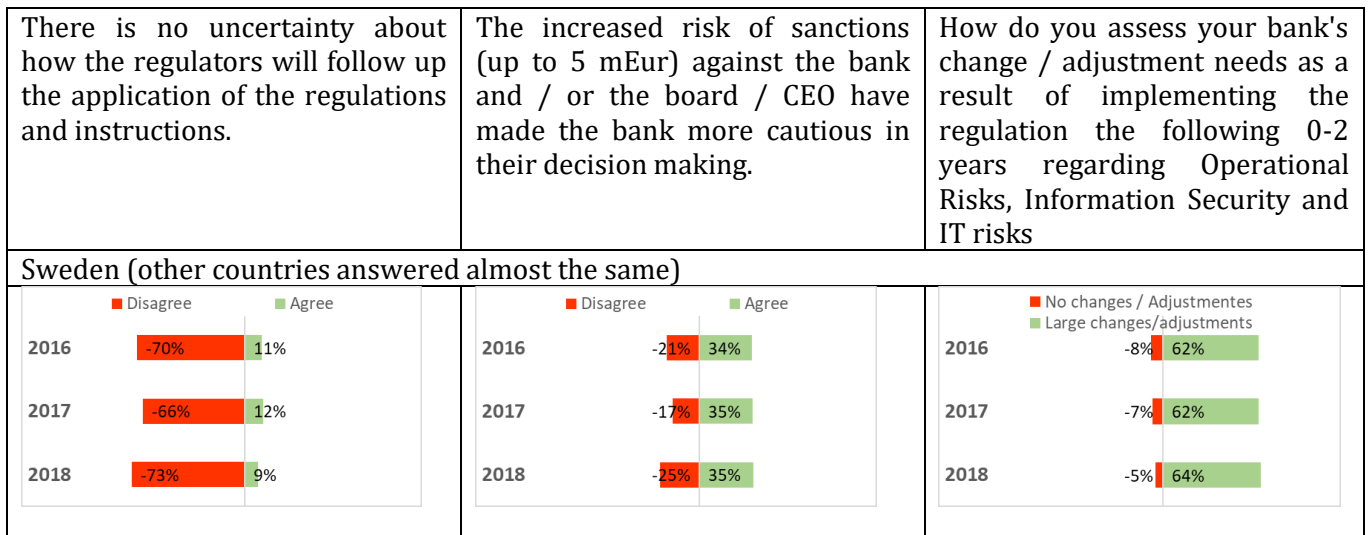 There is no uncertainty about
how the regulators will follow up
the application of the regulations
and instructions.
The increased risk of sanctions
(up to 5 mEur) against the bank
and / or the board / CEO have
made the bank more cautious in
their decision making.
How do you assess your bank's
change / adjustment needs as a
result of implementing the
regulation the following 0-2
years regarding Operational
Risks, Information Security and
IT risks
Sweden (other countries answered almost the same)
Disagree Agree
2016 -70% 11%
2017 -66% 12%
2018 -73% 9%
Disagree Agree
2016 -21% 34%
2017 -17% 35%
2018 -25% 35%
No changes / Adjustmentes
Large changes/adjustments
2016 -8% 62%
2017 -7% 62%
2018 -5% 64%